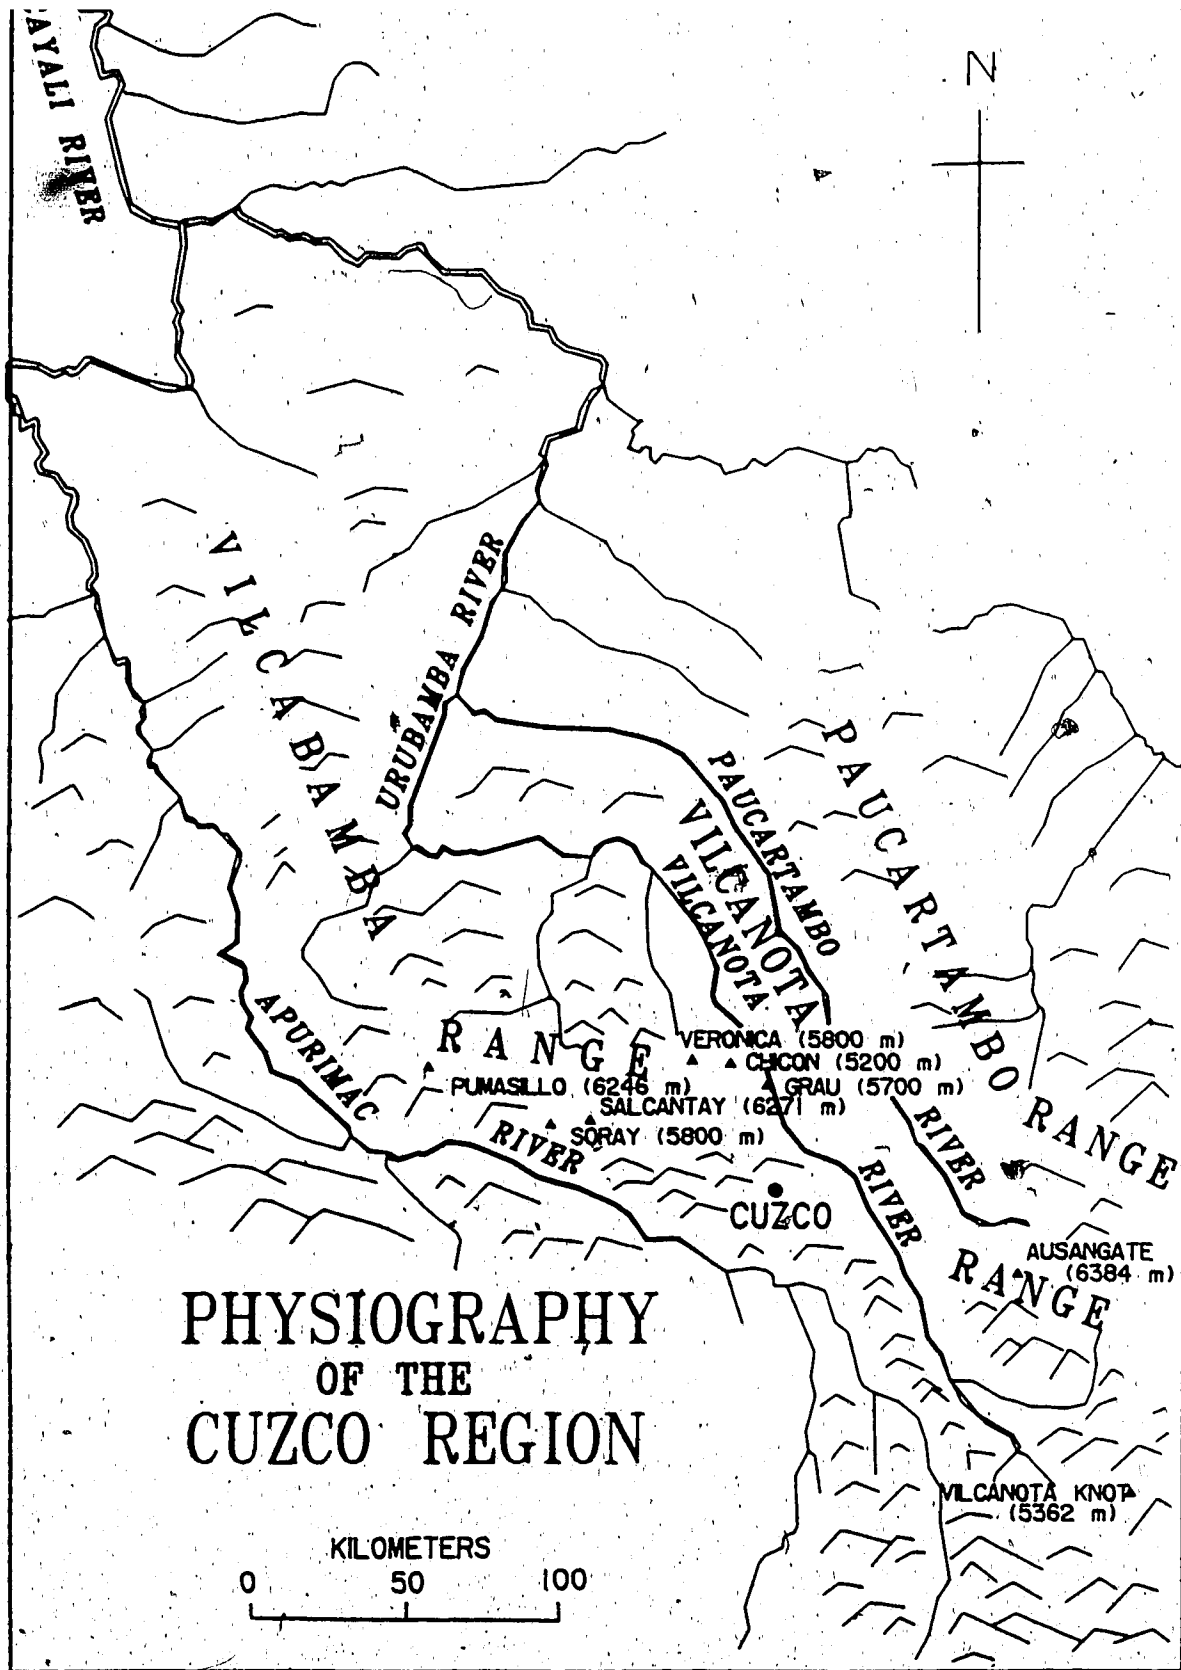 AYALI RIVER
N
VILCABAMBA
RANGE
URUBAMBA RIVER
PAUCARTAMBO
RIVER
VILCANOTA
RANGE
VILCANOTA
RIVER
PAUCARTAMBO RANGE
APURIMAC
RIVER
VERONICA (5800 m)
CHICON (5200 m)
PUMASILLO (6246 m)
GRAU (5700 m)
SALCANTAY (6271 m)
SORAY (5800 m)
CUZCO
AUSANGATE
(6384 m)
VILCANOTA KNOT
(5362 m)
PHYSIOGRAPHY
OF THE
CUZCO REGION
KILOMETERS
0 50 100